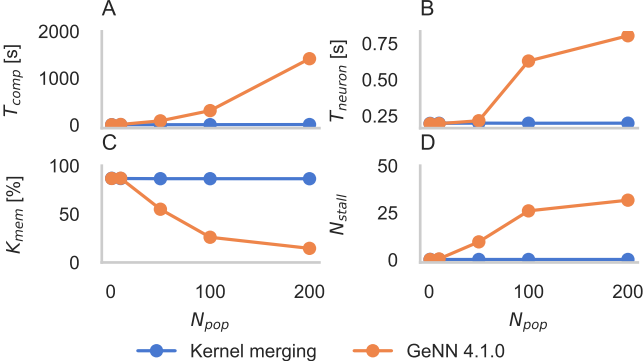 A
2000
1000
0
T_comp [s]
B
0.75
0.50
0.25
T_neuron [s]
C
100
50
0
K_mem [%]
0
100
200
N_pop
D
50
25
0
N_stall
0
100
200
N_pop
Kernel merging
GeNN 4.1.0